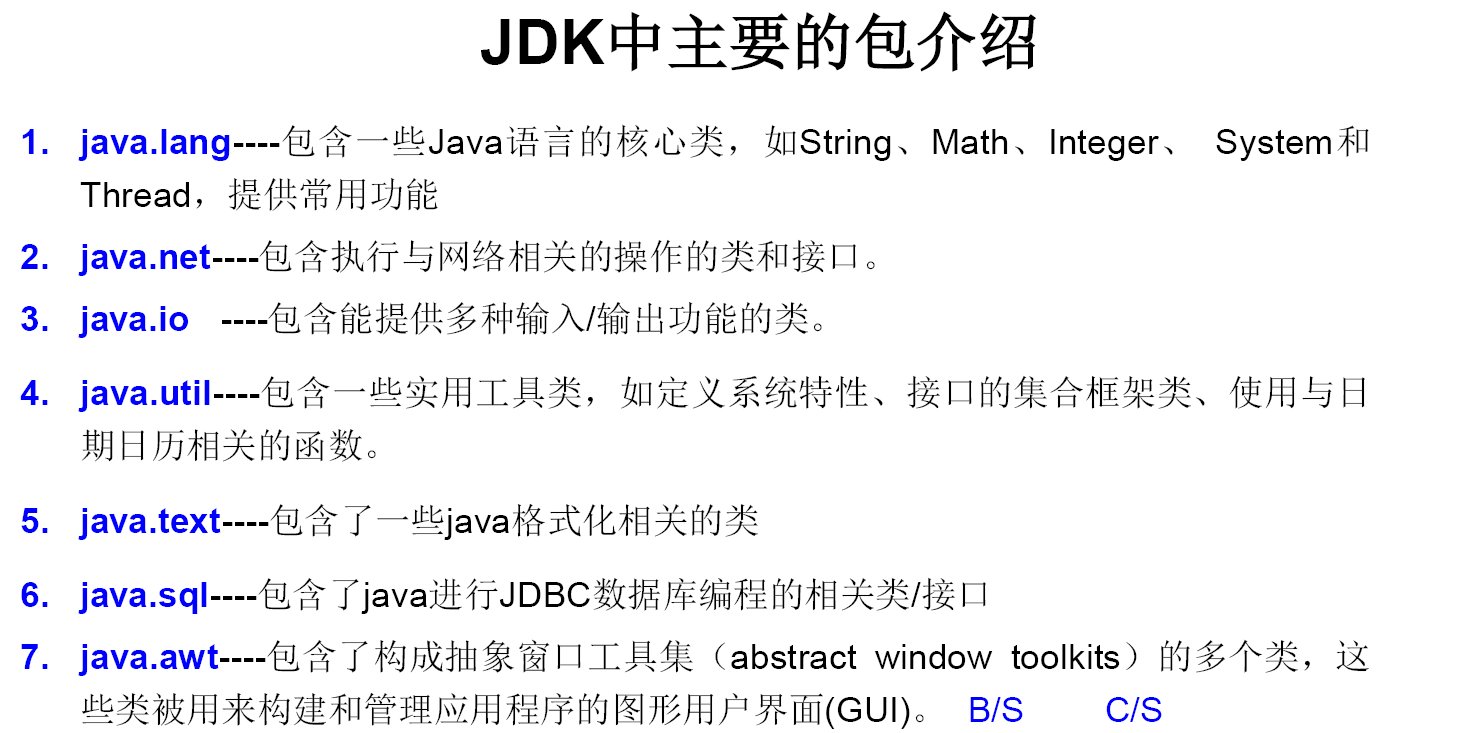 JDK中主要的包介绍
1. java.lang----包含一些Java语言的核心类，如String、Math、Integer、 System和
Thread，提供常用功能
2. java.net----包含执行与网络相关的操作的类和接口。
3. java.io ----包含能提供多种输入/输出功能的类。
4. java.util----包含一些实用工具类，如定义系统特性、接口的集合框架类、使用与日
期日历相关的函数。
5. java.text----包含了一些java格式化相关的类
6. java.sql----包含了java进行JDBC数据库编程的相关类/接口
7. java.awt----包含了构成抽象窗口工具集（abstract window toolkits）的多个类，这
些类被用来构建和管理应用程序的图形用户界面(GUI)。 B/S C/S